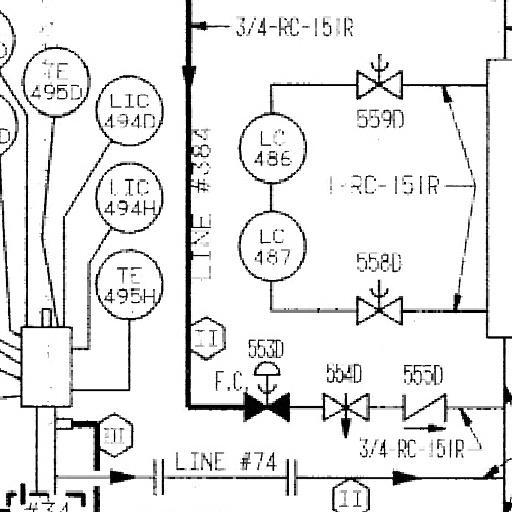 3/4-RC-151R
TE
495D
LIC
494D
559D
LC
486
LIC
494H
1-RC-151R
LINE #384
LC
487
558D
TE
495H
II
553D
F.C.
554D
555D
III
3/4-RC-151R
LINE #74
II
#34